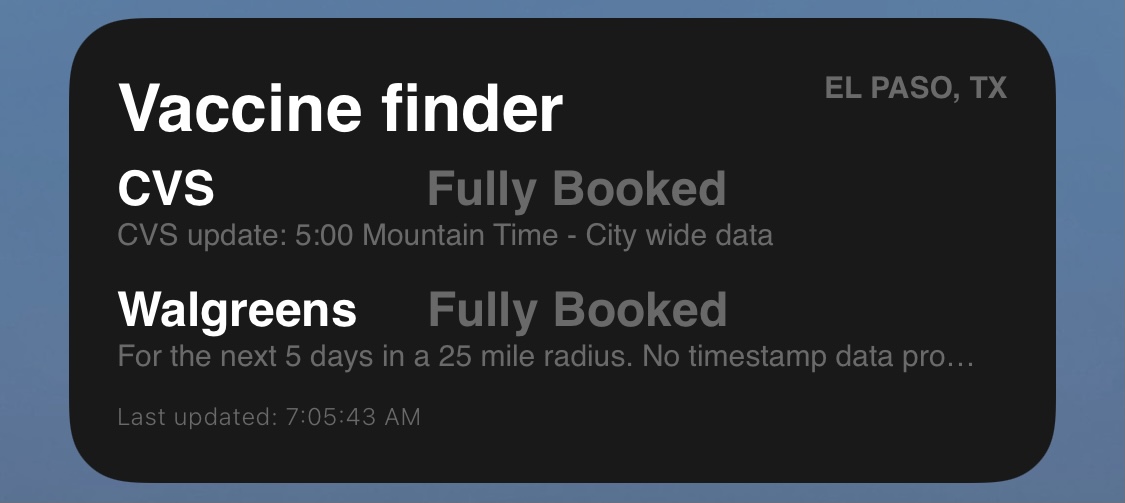 Vaccine finder
EL PASO, TX
CVS Fully Booked
CVS update: 5:00 Mountain Time - City wide data
Walgreens Fully Booked
For the next 5 days in a 25 mile radius. No timestamp data pro...
Last updated: 7:05:43 AM